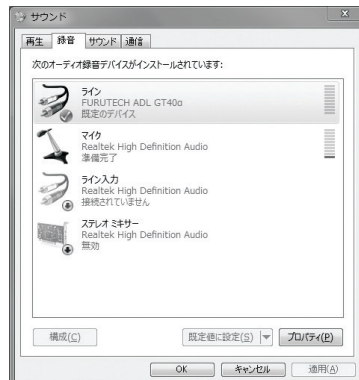 サウンド
再生 録音 サウンド 通信
次のオーディオ録音デバイスがインストールされています:
ライン
FURUTECH ADL GT40α
既定のデバイス
マイク
Realtek High Definition Audio
準備完了
ライン入力
Realtek High Definition Audio
接続されていません
ステレオ ミキサー
Realtek High Definition Audio
無効
構成(C) 既定値に設定(S) プロパティ(P)
OK キャンセル 適用(A)